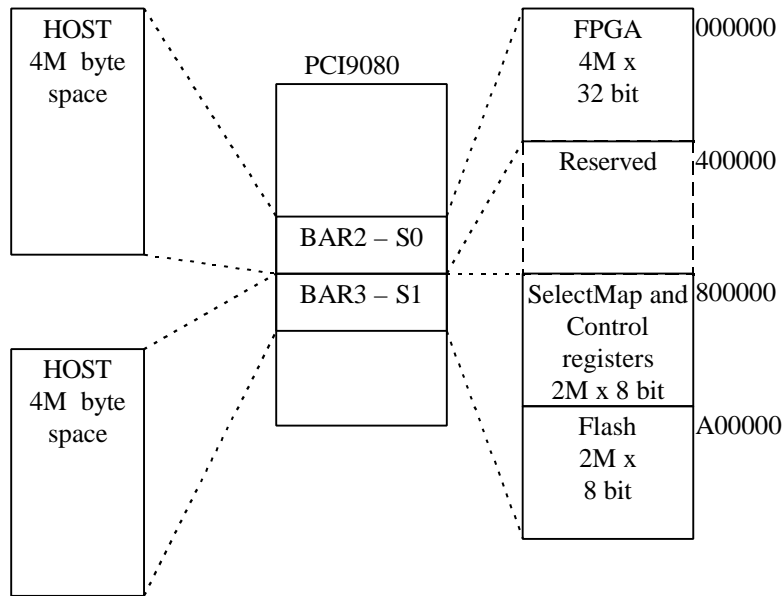 HOST
4M byte
space
PCI9080
BAR2 – S0
BAR3 – S1
HOST
4M byte
space
FPGA
4M x
32 bit
000000
Reserved
400000
SelectMap and
Control
registers
2M x 8 bit
800000
Flash
2M x
8 bit
A00000